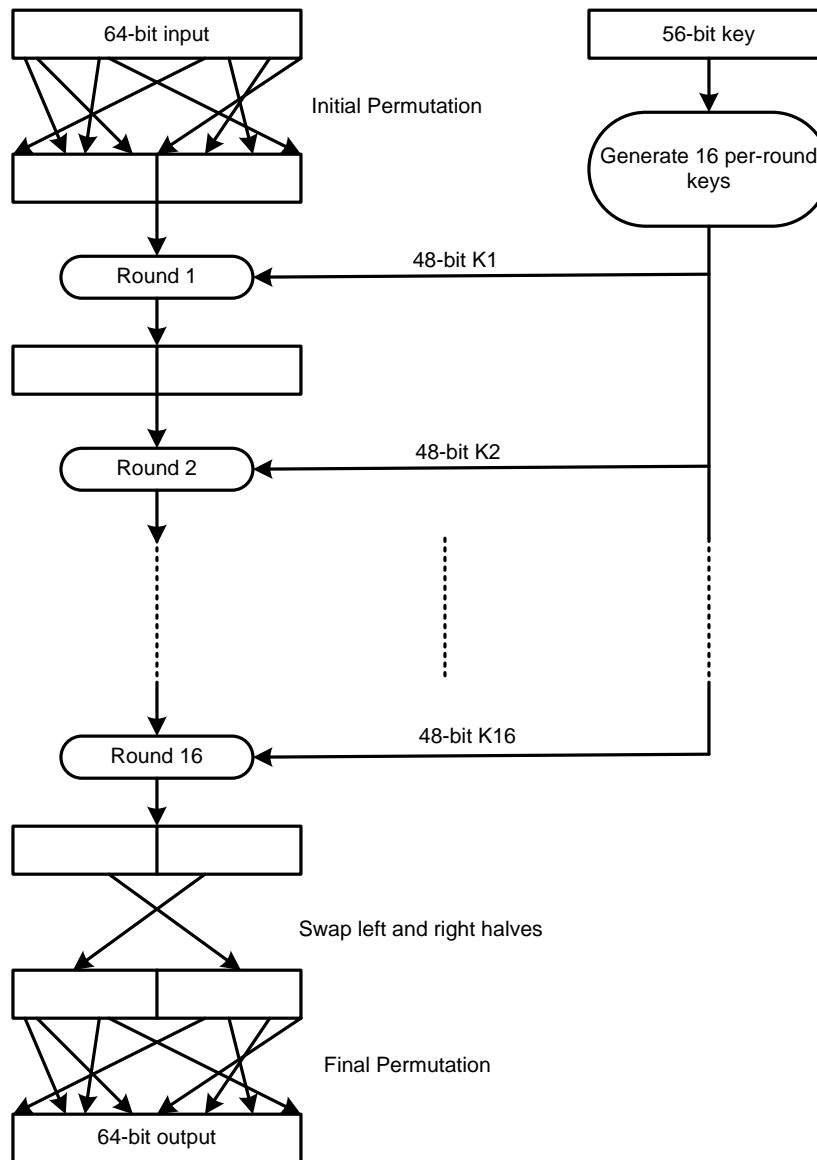 64-bit input
56-bit key
Initial Permutation
Generate 16 per-round
keys
48-bit K1
Round 1
48-bit K2
Round 2
48-bit K16
Round 16
Swap left and right halves
Final Permutation
64-bit output